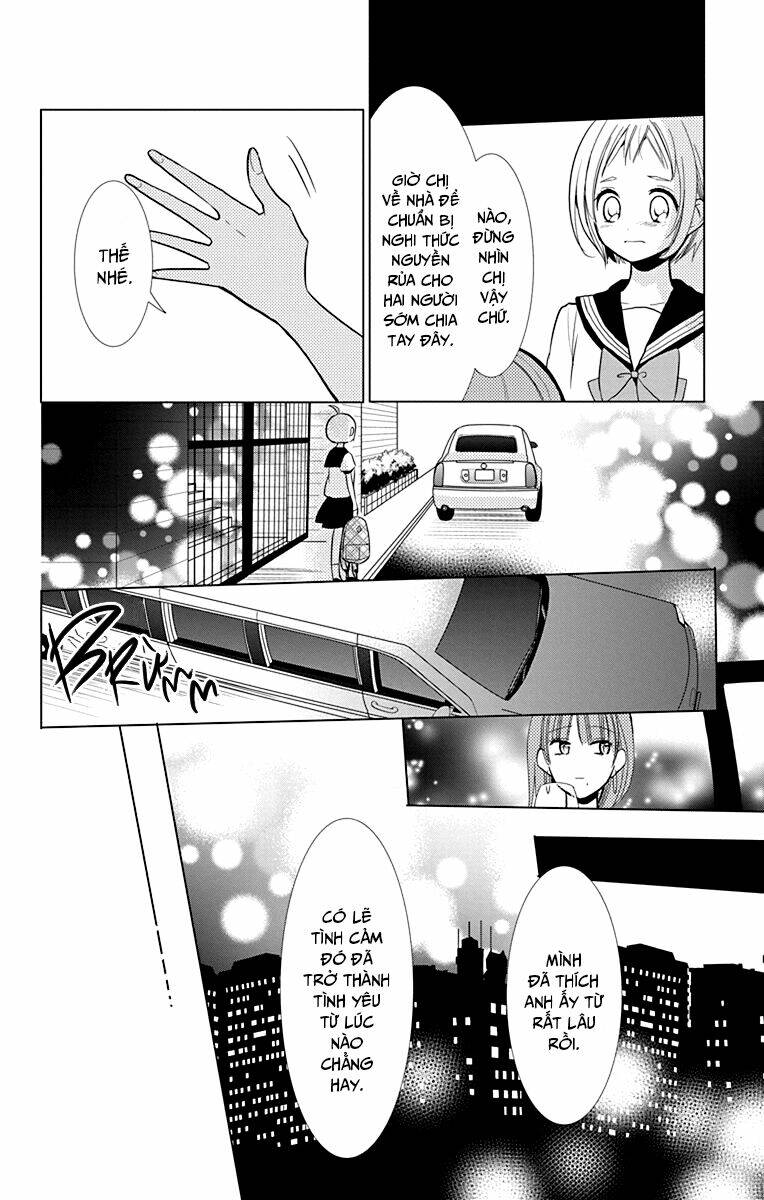 NÀO,
ĐỪNG
NHÌN
CHỊ
VẬY
CHỨ.
GIỜ CHỊ
VỀ NHÀ ĐỂ
CHUẨN BỊ
NGHI THỨC
NGUYỀN
RỦA CHO
HAI NGƯỜI
SỚM CHIA
TAY ĐÂY.
THẾ
NHÉ.
BRỪMM
MÌNH
ĐÃ THÍCH
ANH ẤY TỪ
RẤT LÂU
RỒI.
CÓ LẼ
TÌNH CẢM
ĐÓ ĐÃ
TRỞ THÀNH
TÌNH YÊU
TỪ LÚC
NÀO
CHẲNG
HAY.